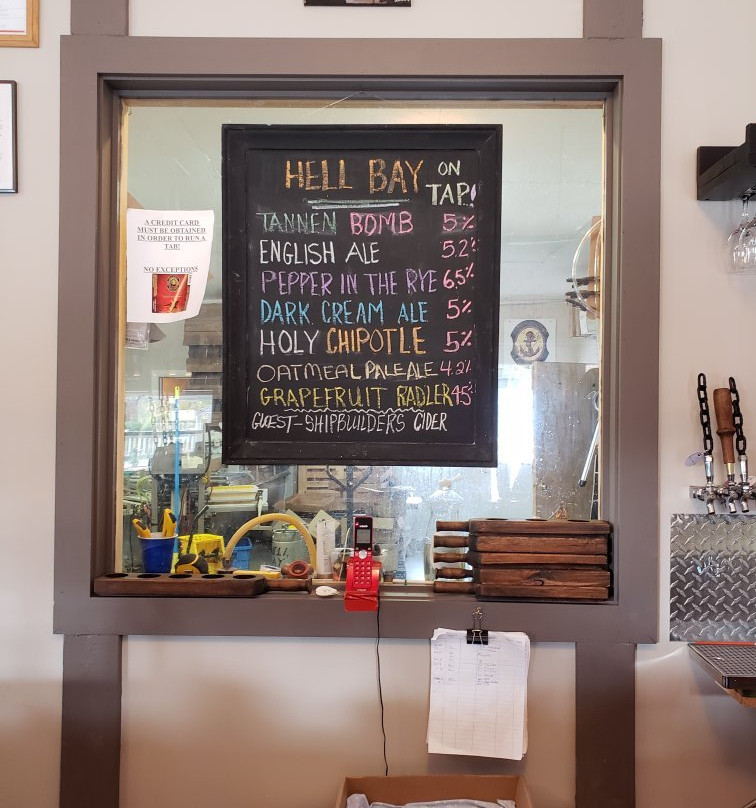 HELL BAY ON
TAP!
TANNEN BOMB 5%
ENGLISH ALE 5.2%
PEPPER IN THE RYE 6.5%
DARK CREAM ALE 5%
HOLY CHIPOTLE 5%
OATMEAL PALE ALE 4.2%
GRAPEFRUIT RADLER 4.5%
GUEST-SHIPBUILDERS CIDER
A CREDIT CARD
MUST BE OBTAINED
IN ORDER TO RUN A
TAB!
NO EXCEPTIONS